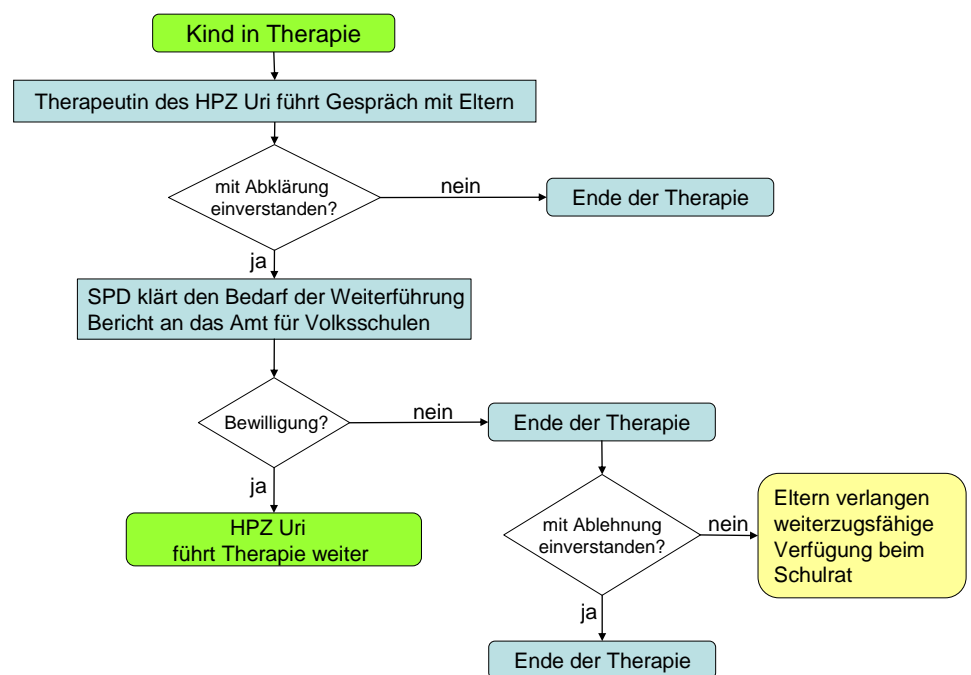 Kind in Therapie
Therapeutin des HPZ Uri führt Gespräch mit Eltern
mit Abklärung
einverstanden?
nein
Ende der Therapie
ja
SPD klärt den Bedarf der Weiterführung
Bericht an das Amt für Volksschulen
Bewilligung?
nein
Ende der Therapie
ja
HPZ Uri
führt Therapie weiter
mit Ablehnung
einverstanden?
nein
Eltern verlangen
weiterzugsfähige
Verfügung beim
Schulrat
ja
Ende der Therapie